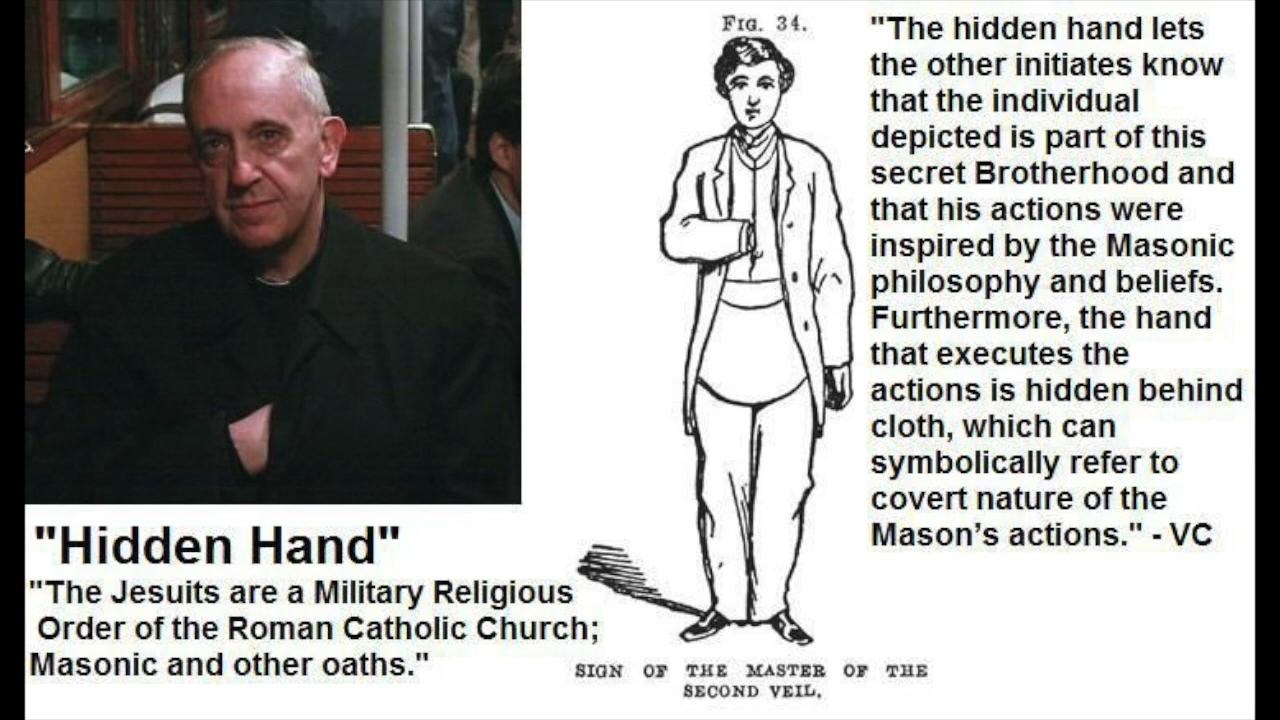 FIG. 34.
"The hidden hand lets
the other initiates know
that the individual
depicted is part of this
secret Brotherhood and
that his actions were
inspired by the Masonic
philosophy and beliefs.
Furthermore, the hand
that executes the
actions is hidden behind
cloth, which can
symbolically refer to
covert nature of the
Mason’s actions." - VC
"Hidden Hand"
"The Jesuits are a Military Religious
Order of the Roman Catholic Church;
Masonic and other oaths."
SIGN OF THE MASTER OF THE
SECOND VEIL.